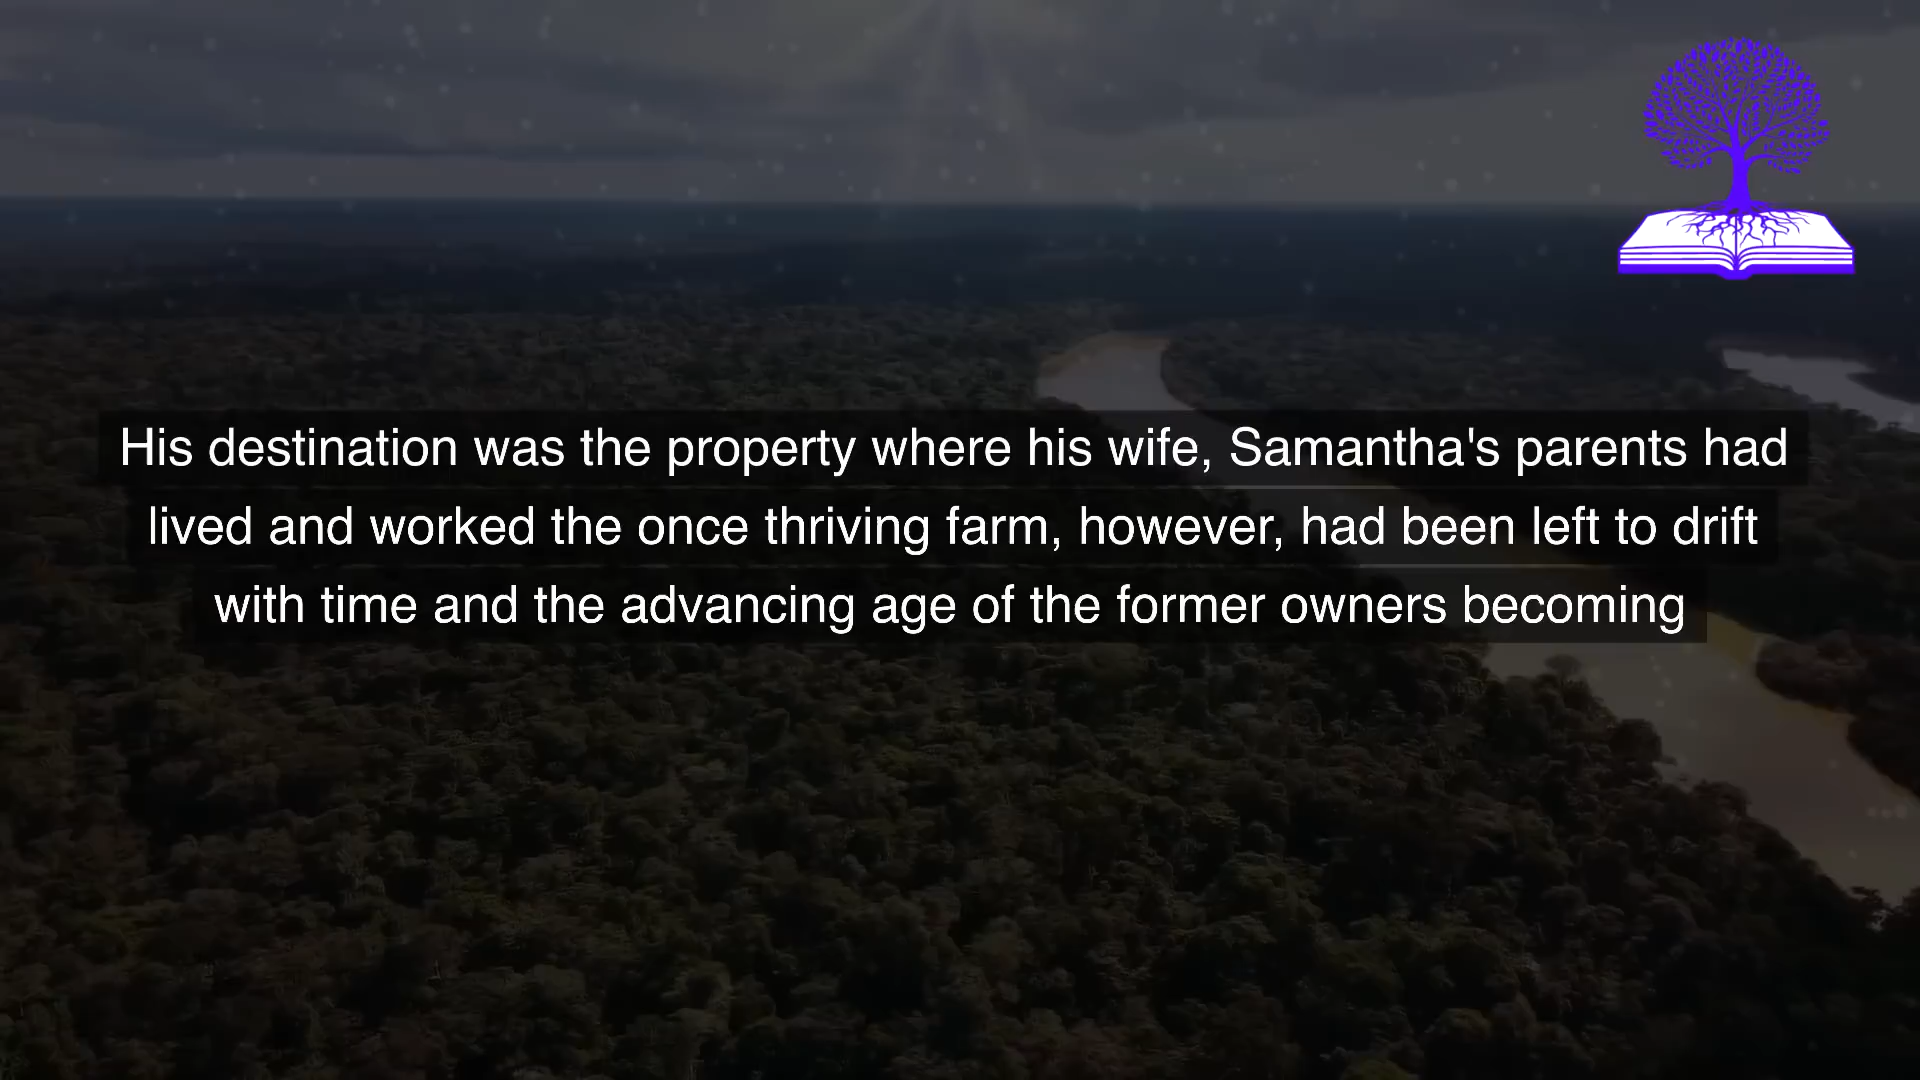 His destination was the property where his wife, Samantha's parents had
lived and worked the once thriving farm, however, had been left to drift
with time and the advancing age of the former owners becoming